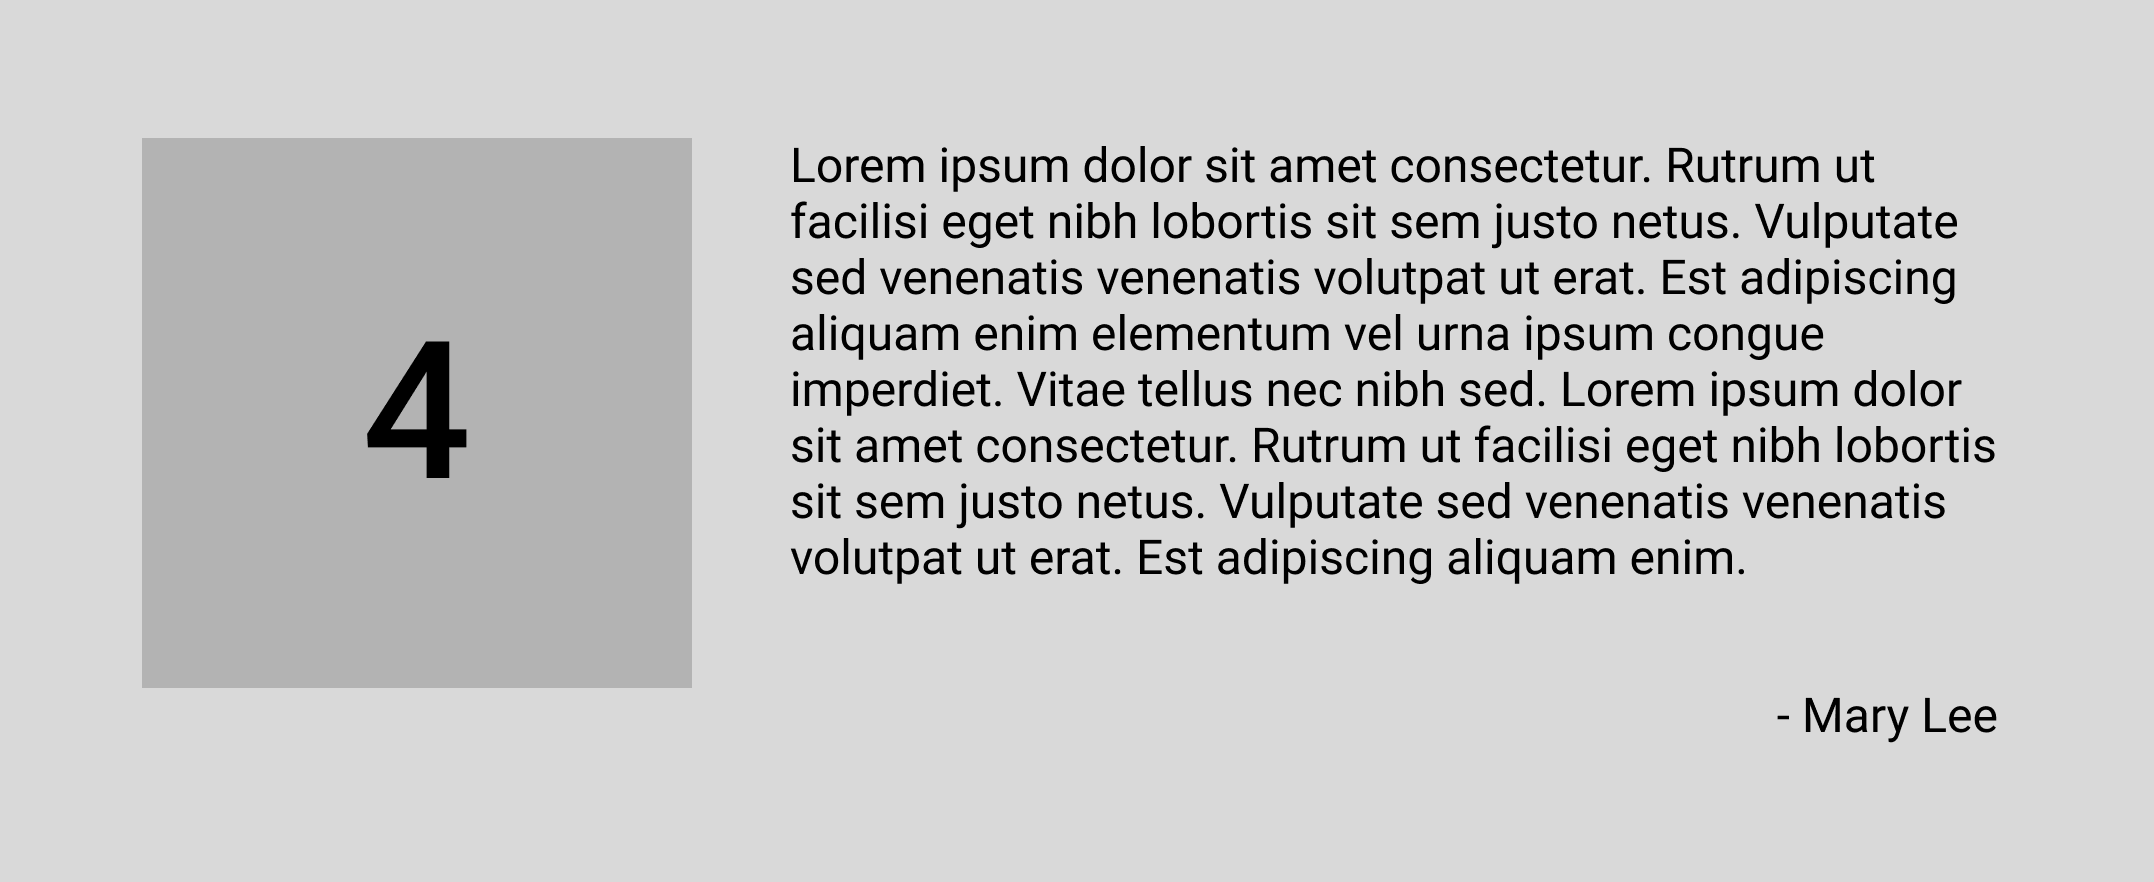 4
Lorem ipsum dolor sit amet consectetur. Rutrum ut
facilisi eget nibh lobortis sit sem justo netus. Vulputate
sed venenatis venenatis volutpat ut erat. Est adipiscing
aliquam enim elementum vel urna ipsum congue
imperdiet. Vitae tellus nec nibh sed. Lorem ipsum dolor
sit amet consectetur. Rutrum ut facilisi eget nibh lobortis
sit sem justo netus. Vulputate sed venenatis venenatis
volutpat ut erat. Est adipiscing aliquam enim.
- Mary Lee